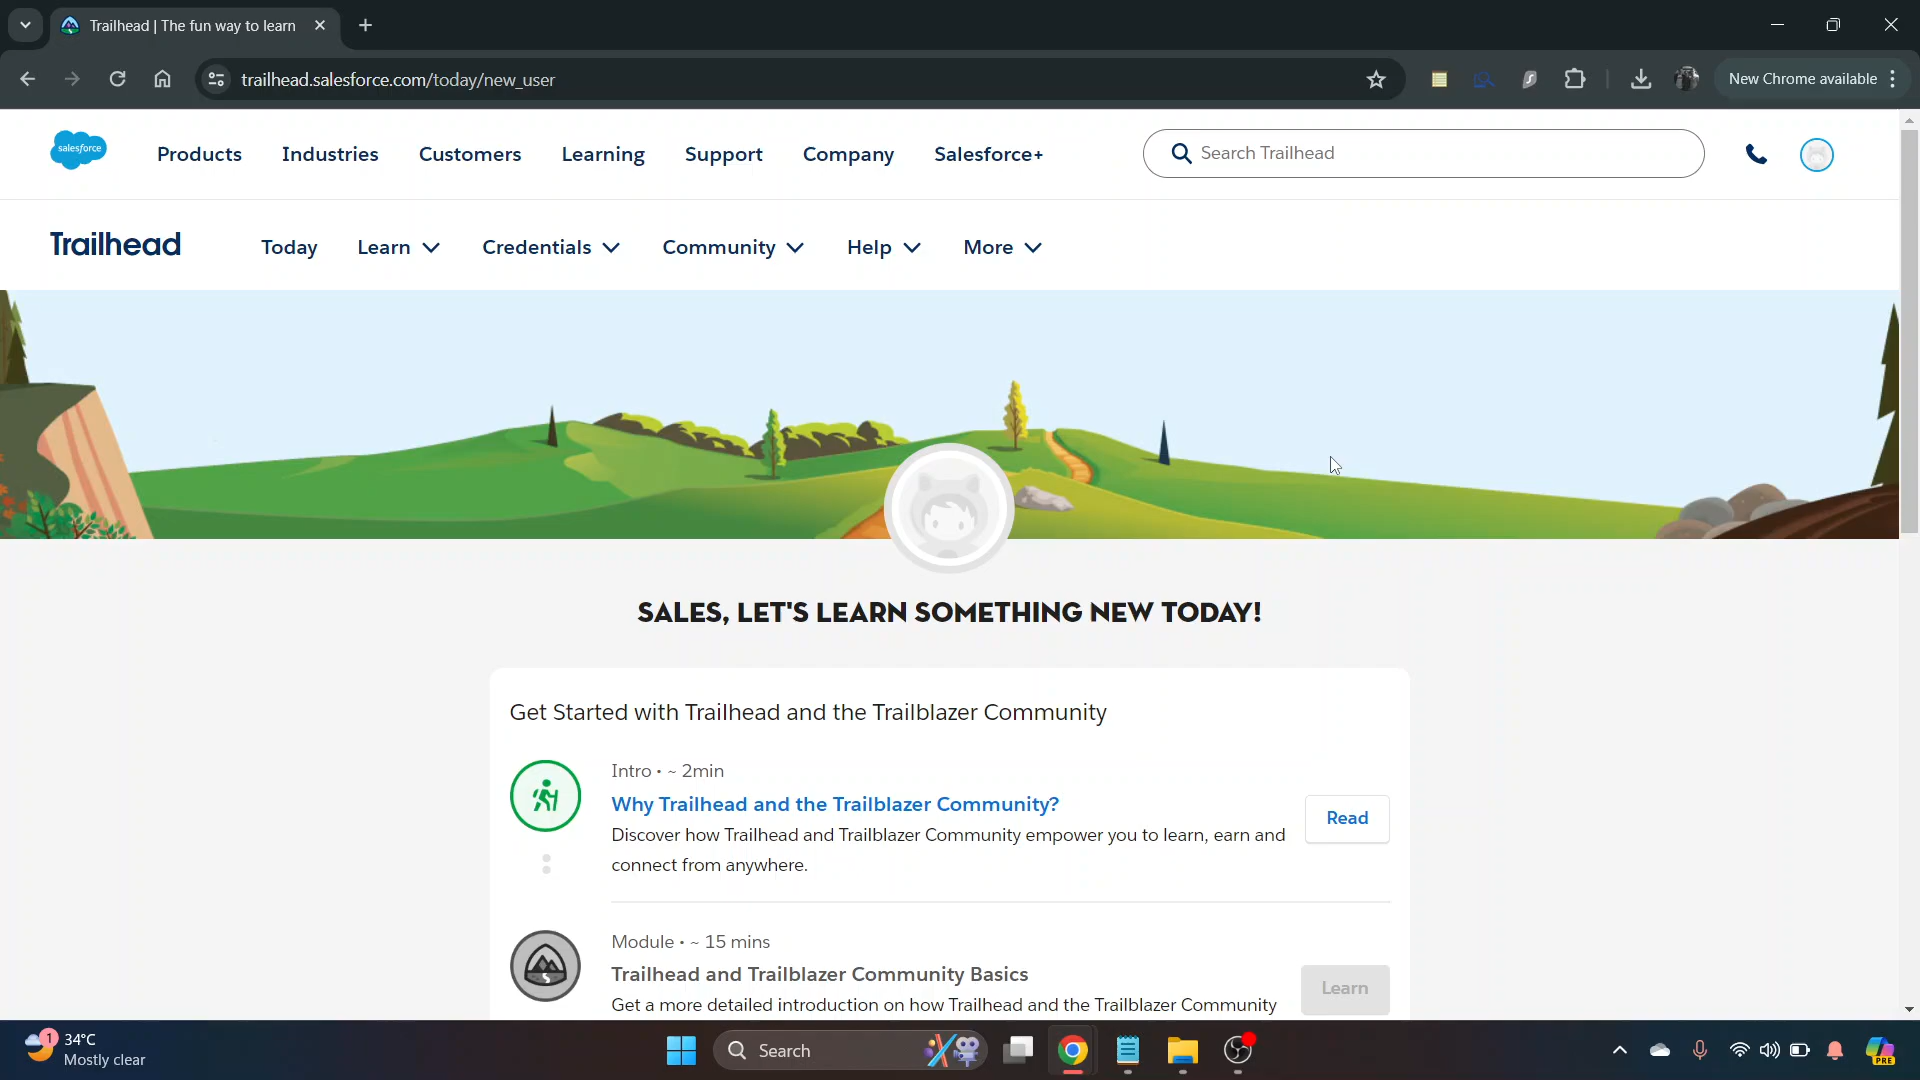 Trailhead | The fun way to learn
trailhead.salesforce.com/today/new_user
New Chrome available
salesforce
Products
Industries
Customers
Learning
Support
Company
Salesforce+
Search Trailhead
Trailhead
Today
Learn
Credentials
Community
Help
More
SALES, LET'S LEARN SOMETHING NEW TODAY!
Get Started with Trailhead and the Trailblazer Community
Intro • ~ 2min
Why Trailhead and the Trailblazer Community?
Discover how Trailhead and Trailblazer Community empower you to learn, earn and
connect from anywhere.
Read
Module • ~ 15 mins
Trailhead and Trailblazer Community Basics
Get a more detailed introduction on how Trailhead and the Trailblazer Community
Learn
1
34°C
Mostly clear
Search
PRE